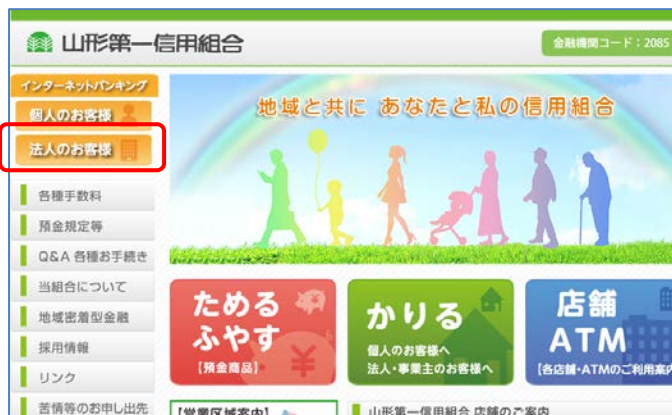 山形第一信用組合
金融機関コード：2085
インターネットバンキング
個人のお客様
法人のお客様
各種手数料
預金規定等
Q&A 各種お手続き
当組合について
地域密着型金融
採用情報
リンク
苦情等のお申し出先
地域と共に あなたと私の信用組合
ためる
ふやす
【預金商品】
かりる
個人のお客様へ
法人・事業主のお客様へ
店舗
ATM
【各店舗・ATMのご利用案内
【営業区域案内】
山形第一信用組合 店舗のご案内